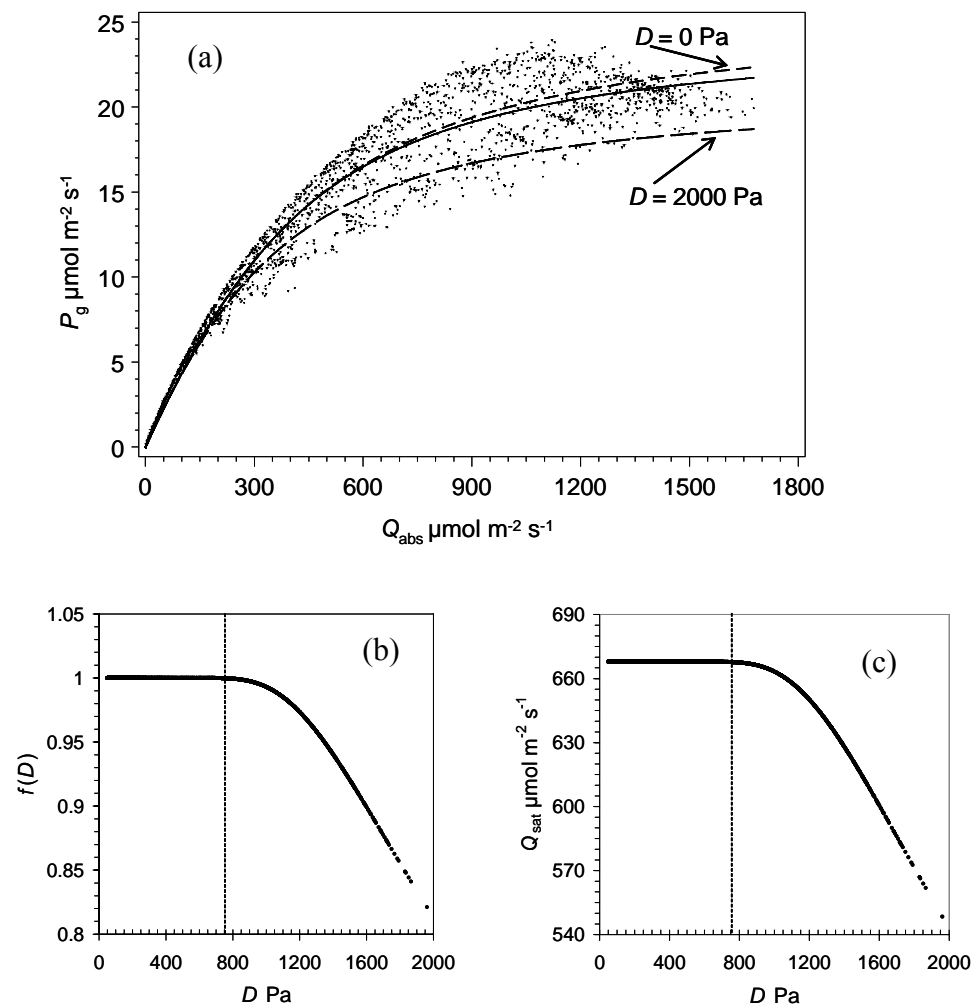 25
20
15
10
5
0
P_g µmol m⁻² s⁻¹
(a)
D = 0 Pa
D = 2000 Pa
0 300 600 900 1200 1500 1800
Q_abs µmol m⁻² s⁻¹
1.05
1
0.95
0.9
0.85
0.8
f(D)
(b)
0 400 800 1200 1600 2000
D Pa
690
660
630
600
570
540
Q_sat µmol m⁻² s⁻¹
(c)
0 400 800 1200 1600 2000
D Pa